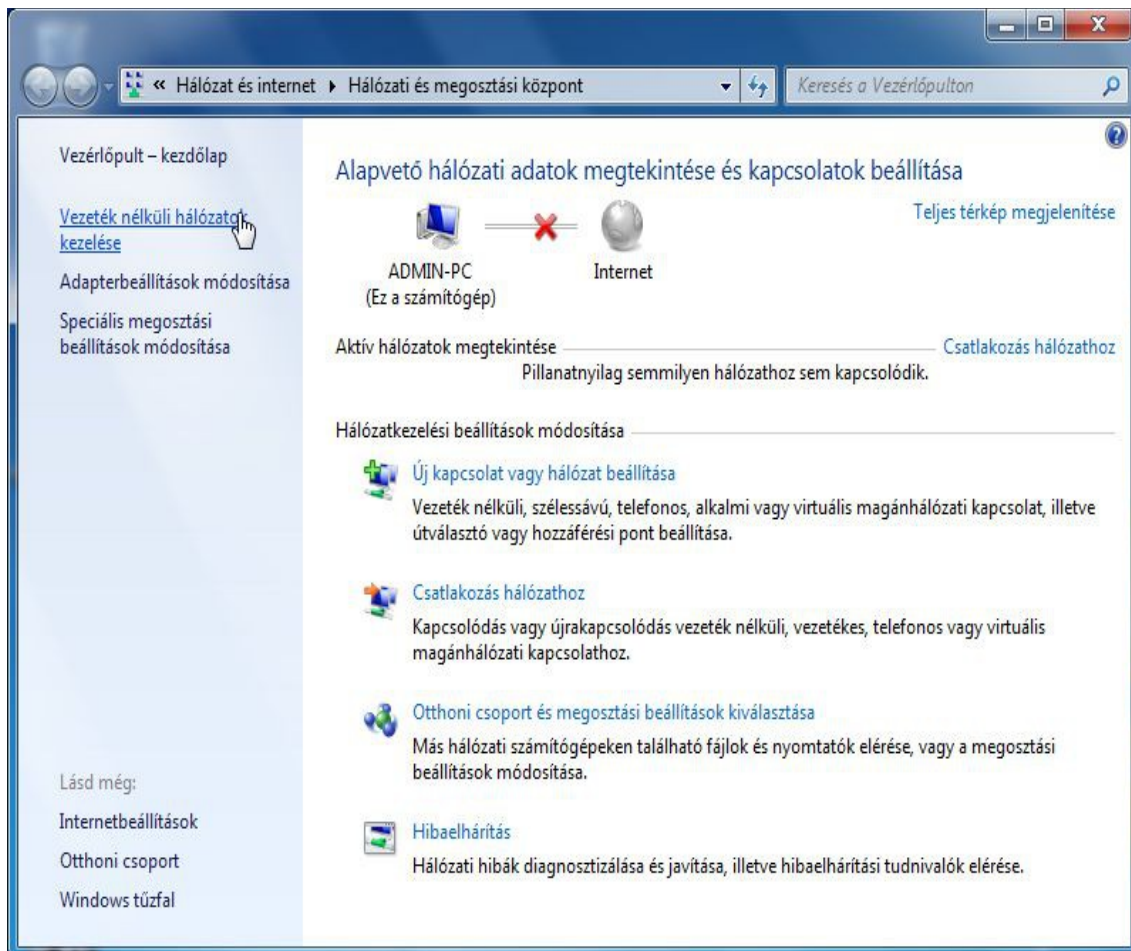 « Hálózat és internet ▸ Hálózati és megosztási központ
Keresés a Vezérlőpulton
Vezérlőpult – kezdőlap
Vezeték nélküli hálózatok
kezelése
Adapterbeállítások módosítása
Speciális megosztási
beállítások módosítása
Lásd még:
Internetbeállítások
Otthoni csoport
Windows tűzfal
Alapvető hálózati adatok megtekintése és kapcsolatok beállítása
Teljes térkép megjelenítése
ADMIN-PC
(Ez a számítógép)
Internet
Aktív hálózatok megtekintése
Csatlakozás hálózathoz
Pillanatnyilag semmilyen hálózathoz sem kapcsolódik.
Hálózatkezelési beállítások módosítása
Új kapcsolat vagy hálózat beállítása
Vezeték nélküli, szélessávú, telefonos, alkalmi vagy virtuális magánhálózati kapcsolat, illetve
útválasztó vagy hozzáférési pont beállítása.
Csatlakozás hálózathoz
Kapcsolódás vagy újrakapcsolódás vezeték nélküli, vezetékes, telefonos vagy virtuális
magánhálózati kapcsolathoz.
Otthoni csoport és megosztási beállítások kiválasztása
Más hálózati számítógépeken található fájlok és nyomtatók elérése, vagy a megosztási
beállítások módosítása.
Hibaelhárítás
Hálózati hibák diagnosztizálása és javítása, illetve hibaelhárítási tudnivalók elérése.